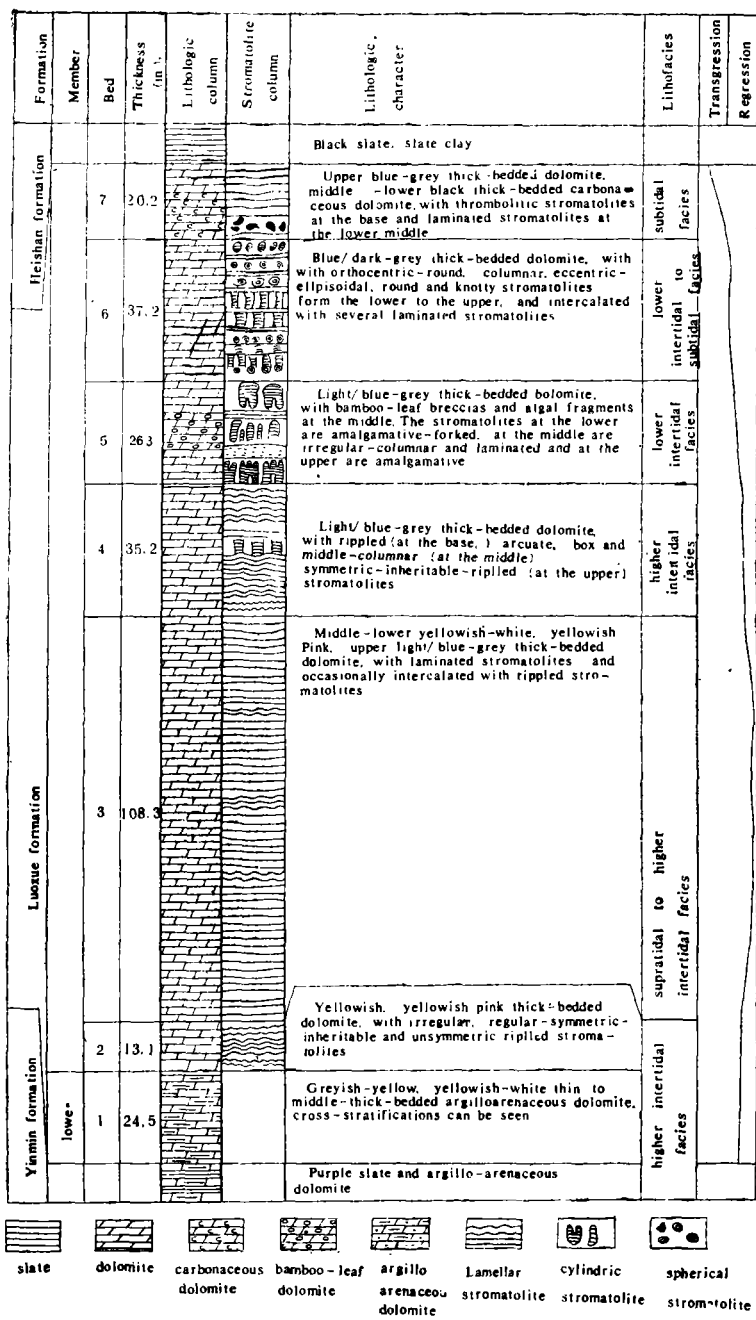 Formation
Member
Bed
Thickness
Lithologic
column
Stromatolite
column
Lithologic,
character
Lithofacies
Transgression
Regression
Heishan formation
Luoxue formation
Yinmin formation
lowe-
Black slate, slate clay
7
20.2
Upper blue-grey thick-bedded dolomite,
middle -lower black thick-bedded carbona-
ceous dolomite, with thrombolitic stromatolites
at the base and laminated stromatolites at
the lower middle
subtidal
facies
6
37.2
Blue/dark-grey thick-bedded dolomite, with
with orthocentric-round, columnar, eccentric-
ellipisoidal, round and knotty stromatolites
form the lower to the upper, and intercalated
with several laminated stromatolites
lower
intertidal to
subtidal facies
5
263
Light/blue-grey thick-bedded bolomite,
with bamboo-leaf breccias and algal fragments
at the middle. The stromatolites at the lower
are amalgamative-forked, at the middle are
irregular-columnar and laminated and at the
upper are amalgamative
lower
intertidal
facies
4
35.2
Light/blue-grey thick-bedded dolomite,
with rippled (at the base,) arcuate, box and
middle-columnar (at the middle)
symmetric-inheritable-riplled (at the upper)
stromatolites
higher
intertidal
facies
3
108.3
Middle-lower yellowish-white, yellowish
Pink, upper light/blue-grey thick-bedded
dolomite, with laminated stromatolites and
occasionally intercalated with rippled stro-
matolites
supratidal to higher
intertidal facies
2
13.1
Yellowish, yellowish pink thick-bedded
dolomite, with irregular, regular-symmetric-
inheritable and unsymmetric riplled stroma-
tolites
1
24.5
Greyish-yellow, yellowish-white thin to
middle-thick-bedded argilloarenaceous dolomite,
cross-stratifications can be seen
higher intertidal
facies
Purple slate and argillo-arenaceous
dolomite
slate
dolomite
carbonaceous
dolomite
bamboo-leaf
dolomite
argillo
arenaceou
dolomite
Lamellar
stromatolite
cylindric
stromatolite
spherical
stromatolite